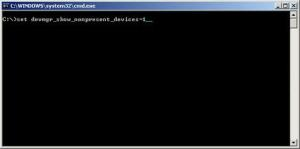 C:\WINDOWS\system32\cmd.exe
C:\>set devmgr_show_nonpresent_devices=1_